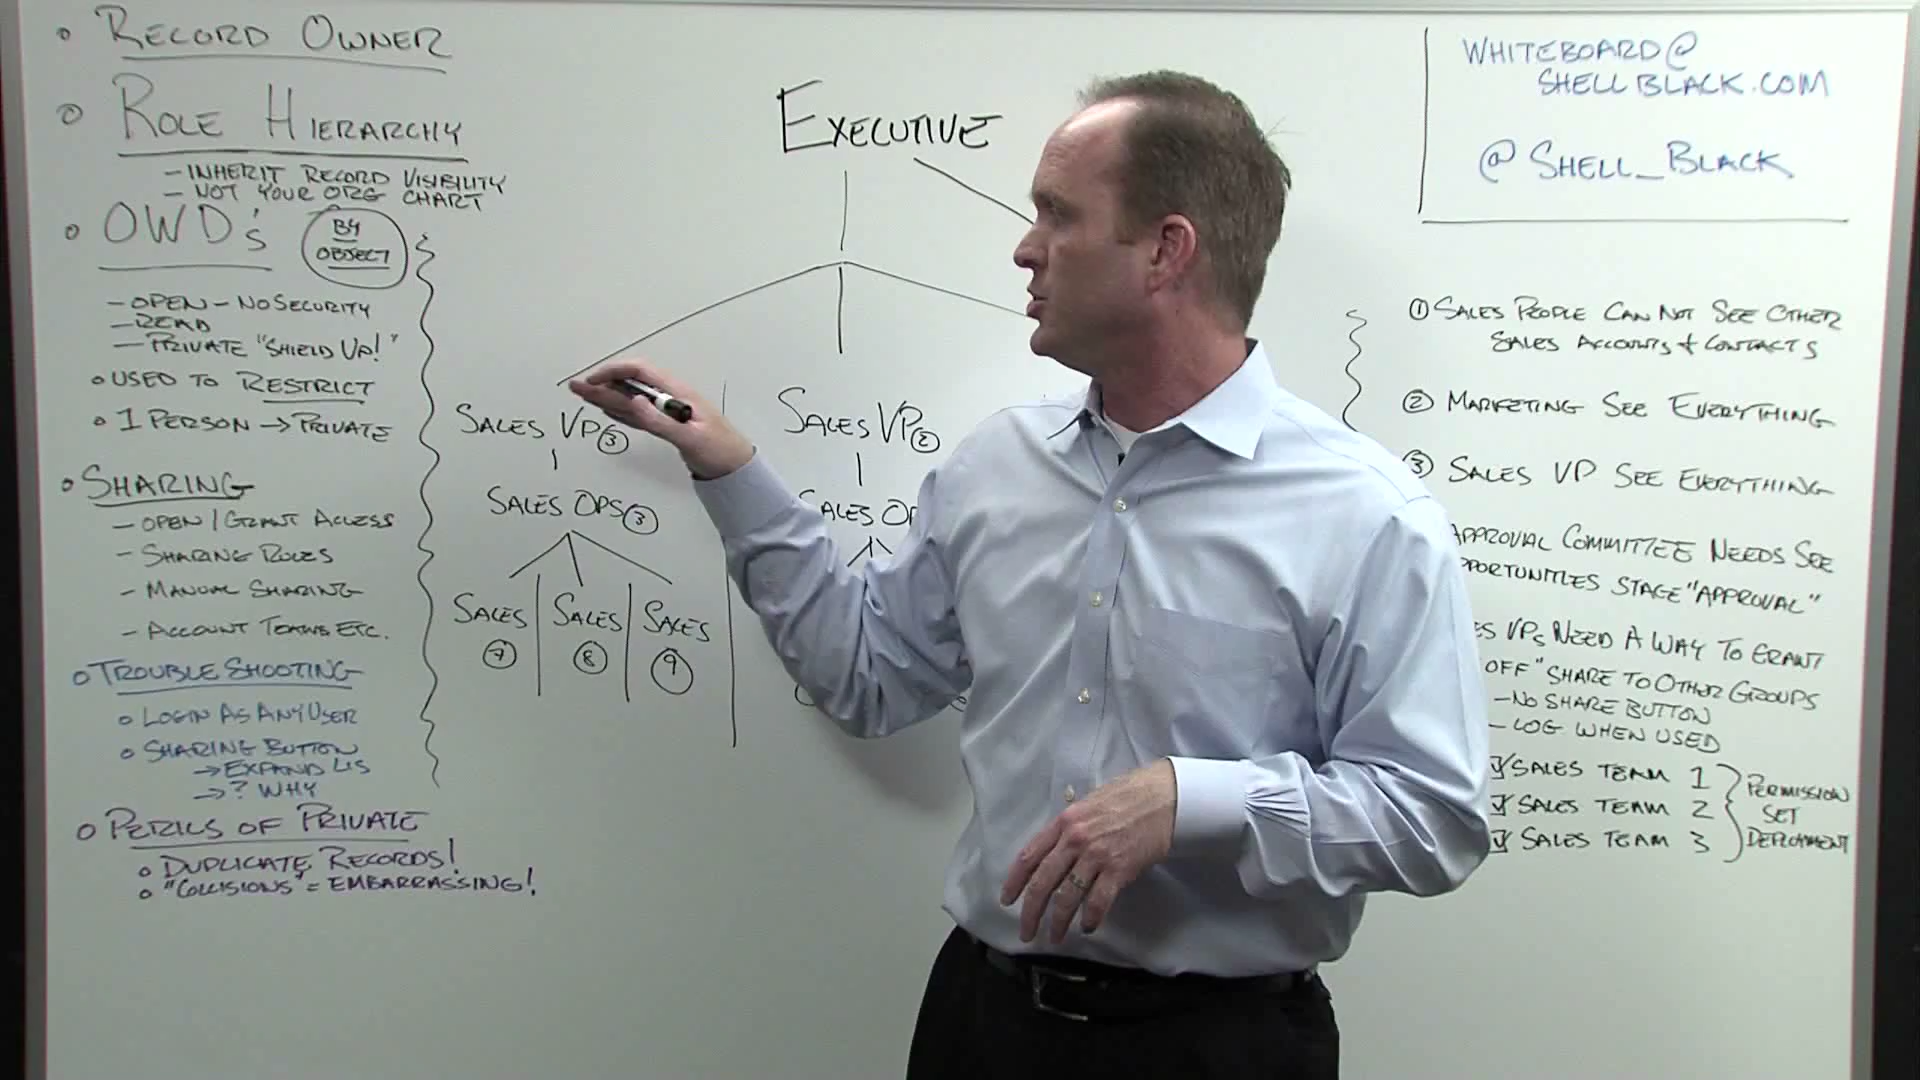 • RECORD OWNER
• ROLE HIERARCHY
- INHERIT RECORD VISIBILITY
- NOT YOUR ORG CHART
• OWD's
BY
OBJECT
- OPEN - NO SECURITY
- READ
- PRIVATE "SHIELD UP!"
• USED TO RESTRICT
• 1 PERSON → PRIVATE
• SHARING
- OPEN / GRANT ACCESS
- SHARING RULES
- MANUAL SHARING
- ACCOUNT TEAMS ETC.
• TROUBLE SHOOTING
• LOGIN AS ANY USER
• SHARING BUTTON
→ EXPAND LIS
→ ? WHY
• PERILS OF PRIVATE
• DUPLICATE RECORDS!
• "COLLISIONS" = EMBARRASSING!
EXECUTIVE
SALES VP ③
SALES OPS ③
SALES SALES SALES
⑦ ⑧ ⑨
SALES VP ②
SALES OP
WHITEBOARD@
SHELLBLACK.COM
@SHELL_BLACK
① SALES PEOPLE CAN NOT SEE OTHER
SALES ACCOUNTS + CONTACTS
② MARKETING SEE EVERYTHING
③ SALES VP SEE EVERYTHING
APPROVAL COMMITTEE NEEDS SEE
PPORTUNITIES STAGE "APPROVAL"
ES VPs NEED A WAY TO GRANT
OFF" SHARE TO OTHER GROUPS
- NO SHARE BUTTON
- LOG WHEN USED
☑ SALES TEAM 1
☑ SALES TEAM 2
☑ SALES TEAM 3
PERMISSION
SET
DEPLOYMENT